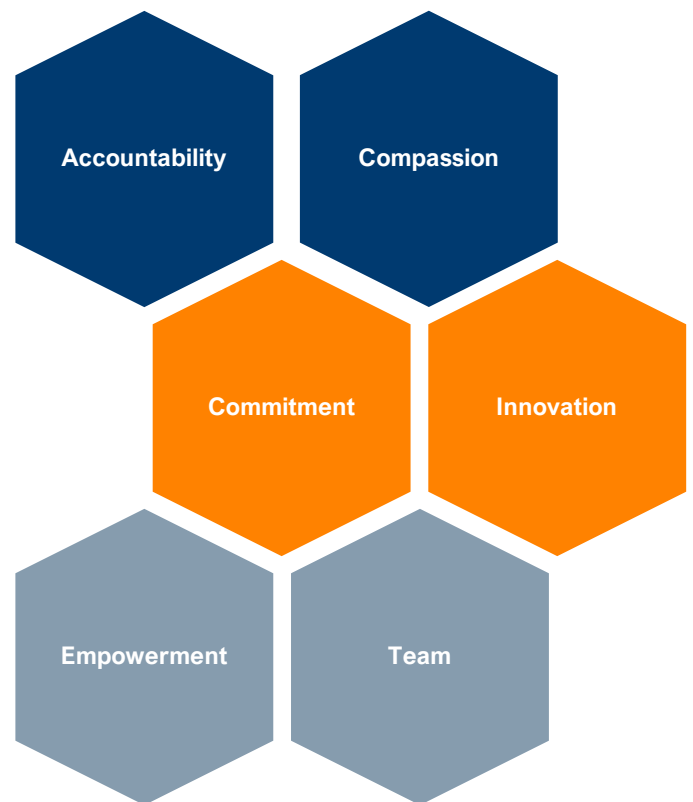 Accountability
Compassion
Commitment
Innovation
Empowerment
Team